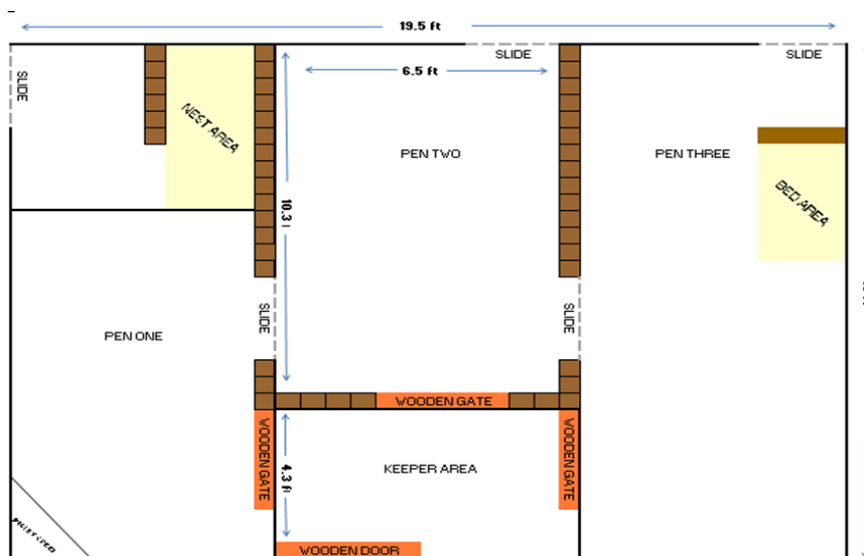 19.5 ft
SLIDE
SLIDE
SLIDE
6.5 ft
NEST AREA
PEN TWO
PEN THREE
BED AREA
10.3
SLIDE
SLIDE
PEN ONE
WOODEN GATE
WOODEN GATE
WOODEN GATE
KEEPER AREA
4.3 ft
WOODEN DOOR